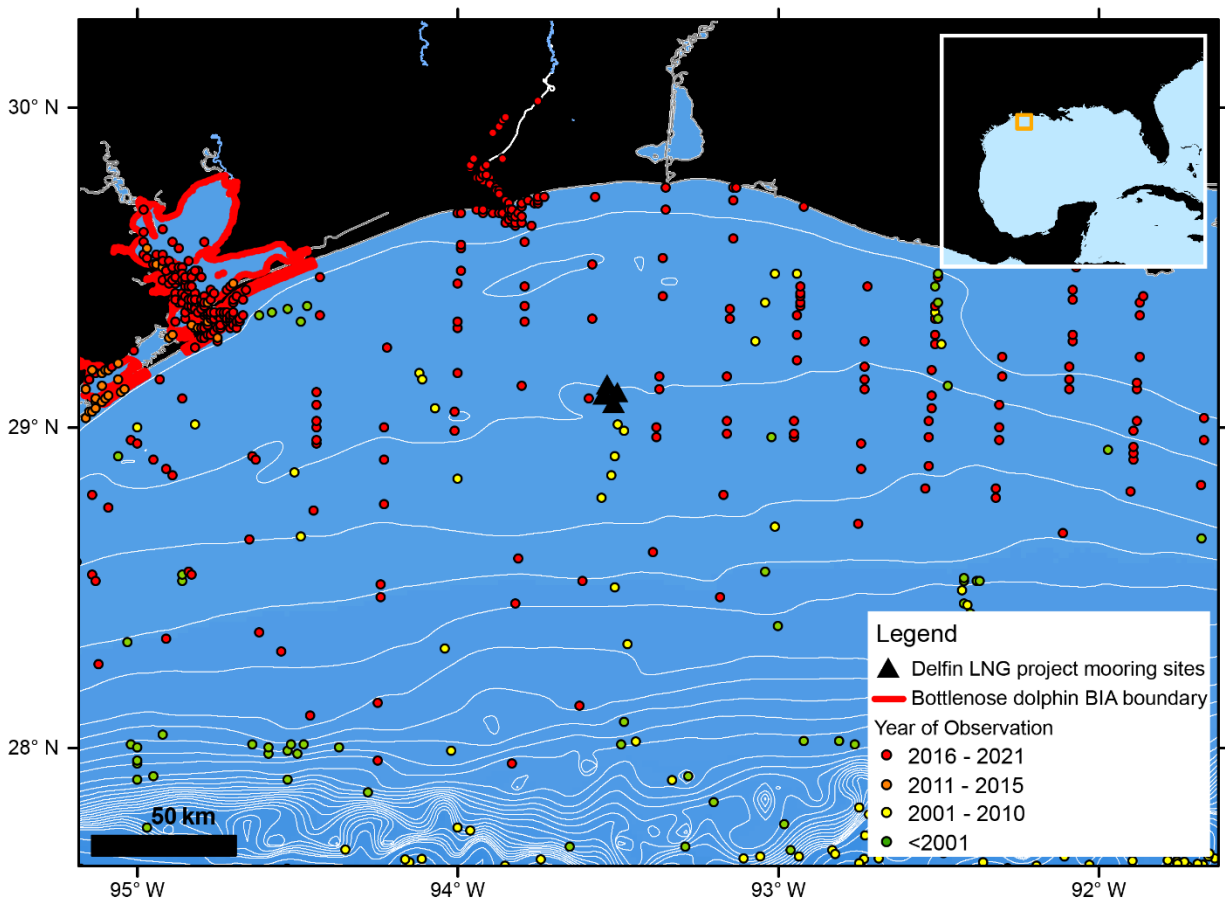 30° N
29° N
28° N
Legend
Delfin LNG project mooring sites
Bottlenose dolphin BIA boundary
Year of Observation
2016 - 2021
2011 - 2015
2001 - 2010
<2001
50 km
95° W
94° W
93° W
92° W